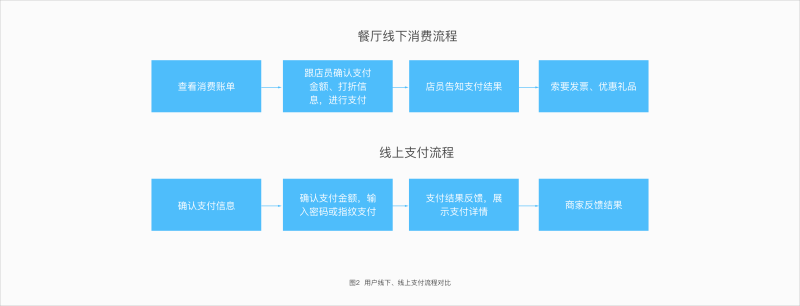 餐厅线下消费流程
查看消费账单
跟店员确认支付
金额、打折信
息，进行支付
店员告知支付结果
索要发票、优惠礼品
线上支付流程
确认支付信息
确认支付金额，输
入密码或指纹支付
支付结果反馈，展
示支付详情
商家反馈结果
图2 用户线下、线上支付流程对比